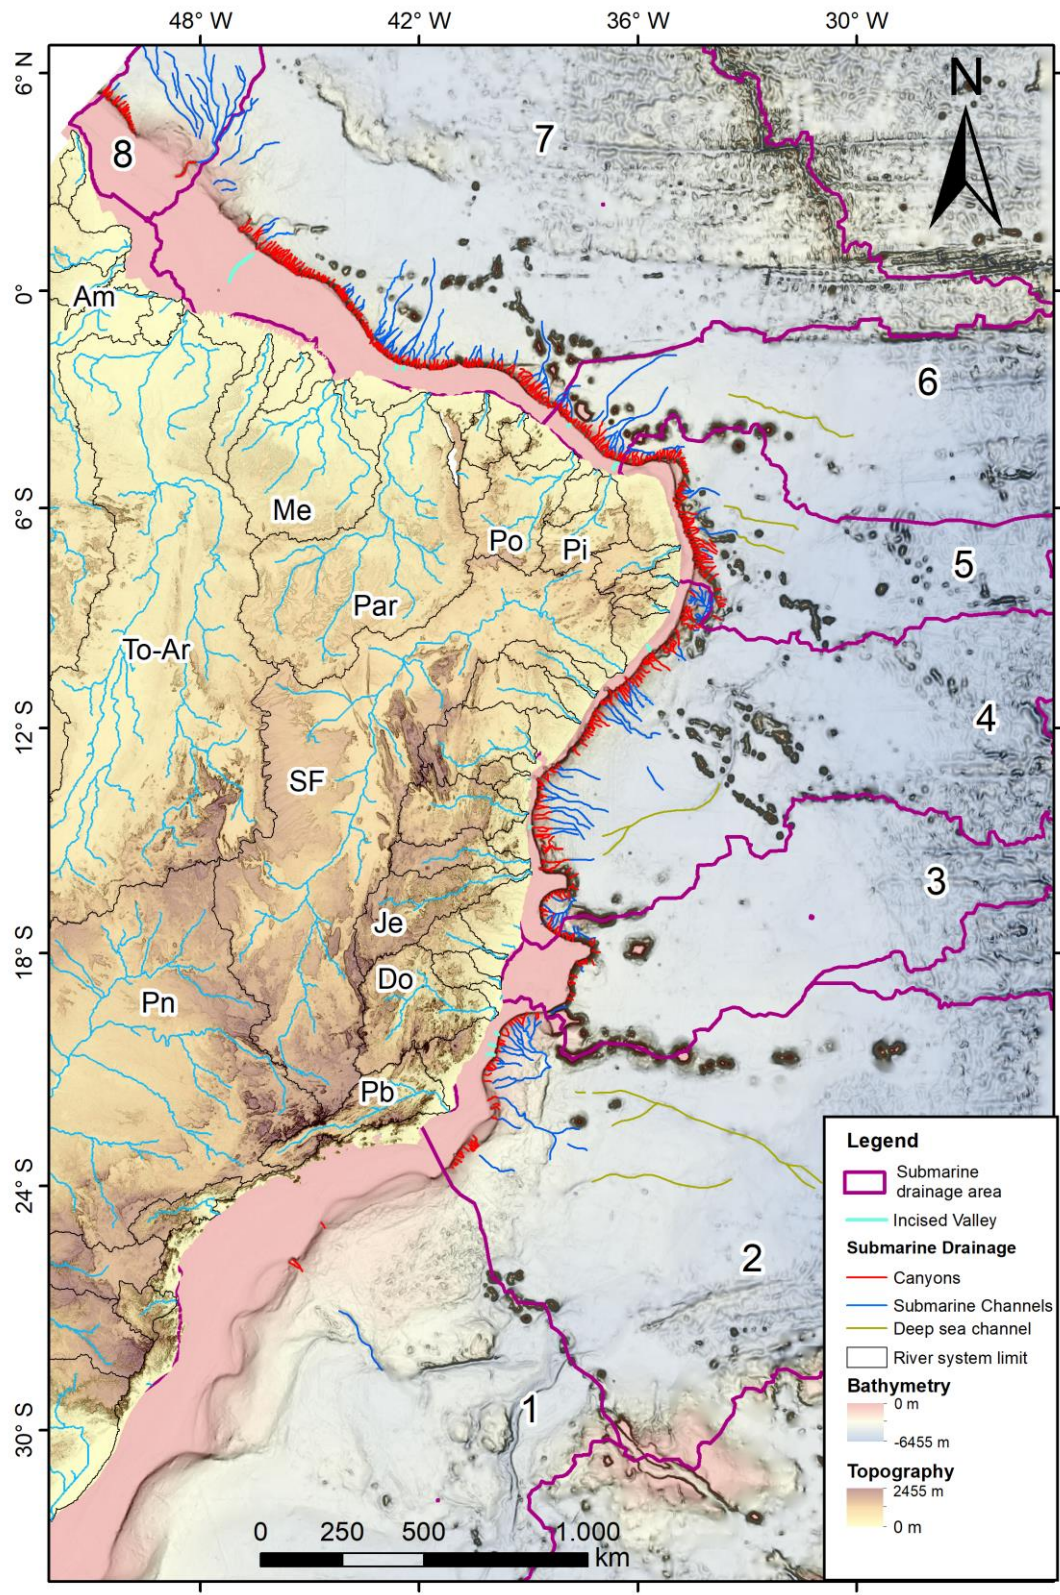 48° W
42° W
36° W
30° W
6° N
N
7
8
0°
Am
6
6° S
Me
Po
Pi
5
Par
To-Ar
12° S
4
SF
3
Je
18° S
Do
Pn
Pb
Legend
Submarine
drainage area
24° S
Incised Valley
Submarine Drainage
2
Canyons
Submarine Channels
Deep sea channel
River system limit
Bathymetry
0 m
1
30° S
-6455 m
Topography
2455 m
0 m
0 250 500 1.000
km